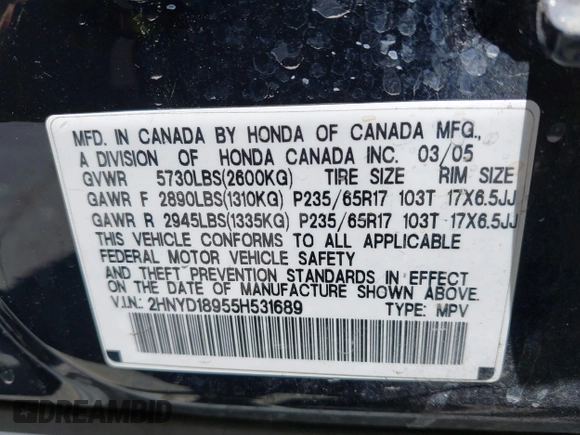 MFD. IN CANADA BY HONDA OF CANADA MFG.,
A DIVISION OF HONDA CANADA INC. 03/05
GVWR 5730LBS(2600KG) TIRE SIZE RIM SIZE
GAWR F 2890LBS(1310KG) P235/65R17 103T 17X6.5JJ
GAWR R 2945LBS(1335KG) P235/65R17 103T 17X6.5JJ
THIS VEHICLE CONFORMS TO ALL APPLICABLE
FEDERAL MOTOR VEHICLE SAFETY
AND THEFT PREVENTION STANDARDS IN EFFECT
ON THE DATE OF MANUFACTURE SHOWN ABOVE.
V.I.N.: 2HNYD18955H531689 TYPE: MPV
DREAMBID